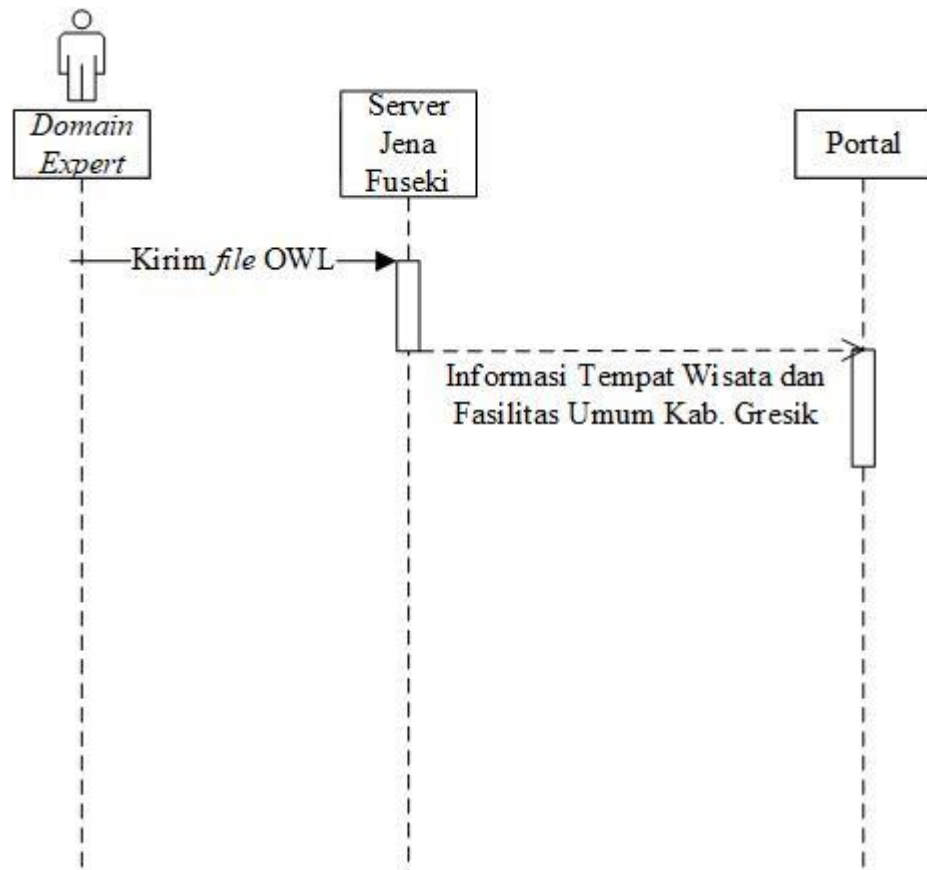 Domain
Expert
Server
Jena
Fuseki
Portal
Kirim file OWL
Informasi Tempat Wisata dan
Fasilitas Umum Kab. Gresik